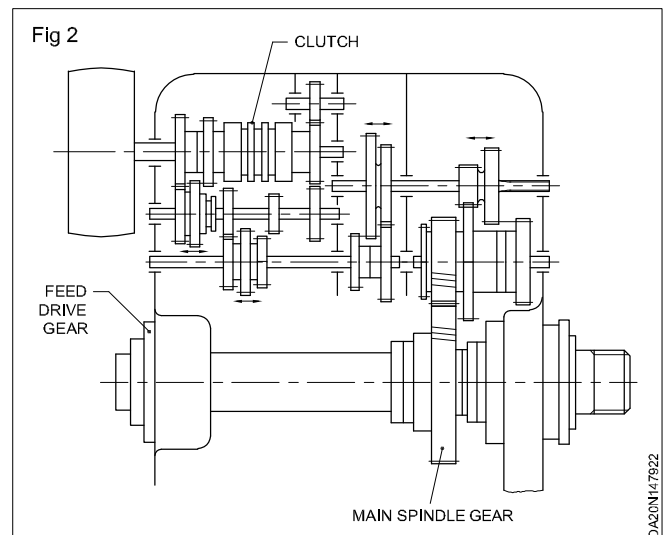 Fig 2
CLUTCH
FEED
DRIVE
GEAR
MAIN SPINDLE GEAR
DA20N147922